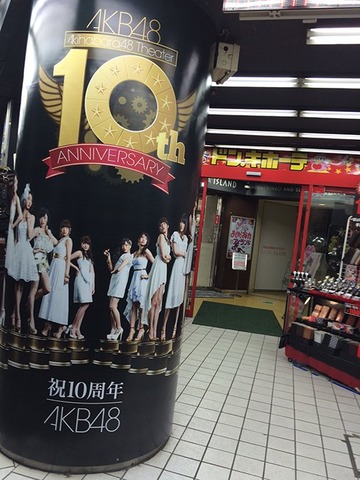 AKB48
Akihabara48 Theater
10th
ANNIVERSARY
祝10周年
AKB48
ドン.キホーテ
ISLAND